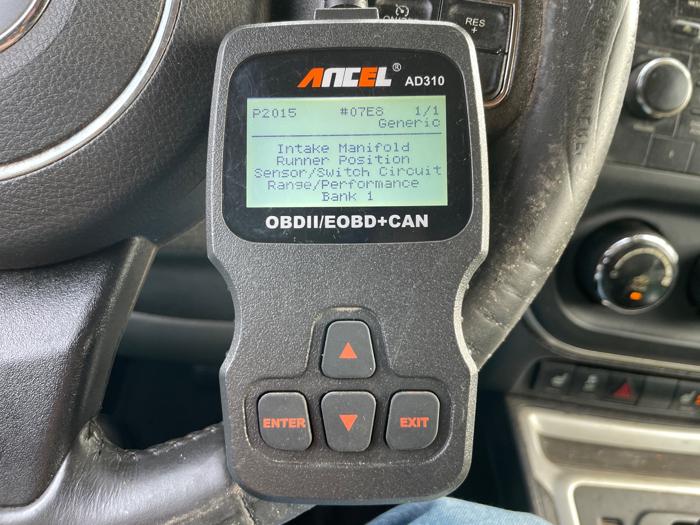 RES
+
ANCEL® AD310
P2015 #07E8 1/1
Generic
Intake Manifold
Runner Position
Sensor/Switch Circuit
Range/Performance
Bank 1
OBDII/EOBD+CAN
ENTER
EXIT